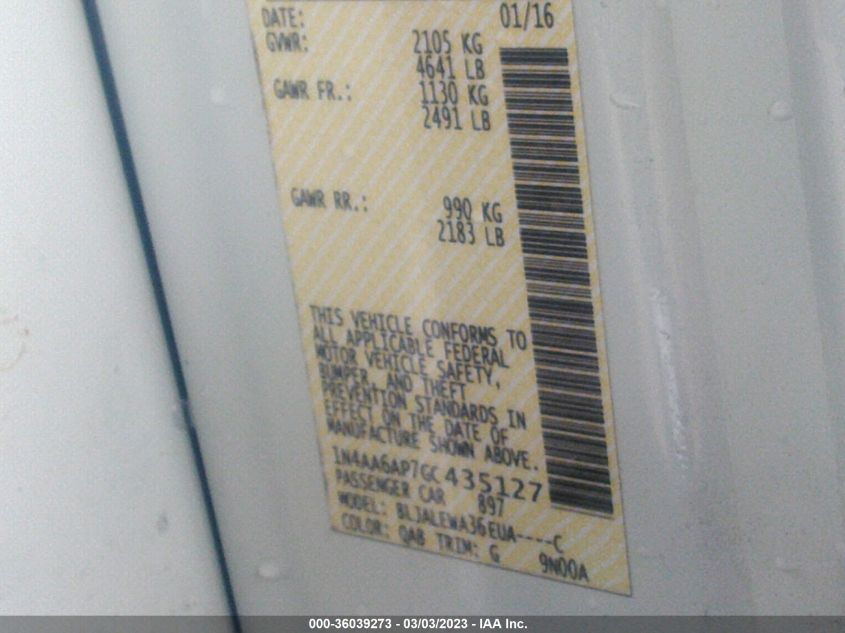 DATE: 01/16
GVWR: 2105 KG
4641 LB
GAWR FR.: 1130 KG
2491 LB
GAWR RR.: 990 KG
2183 LB
THIS VEHICLE CONFORMS TO
ALL APPLICABLE FEDERAL
MOTOR VEHICLE SAFETY,
BUMPER, AND THEFT
PREVENTION STANDARDS IN
EFFECT ON THE DATE OF
MANUFACTURE SHOWN ABOVE.
1N4AA6AP7GC435127
PASSENGER CAR 897
MODEL: BLJALEWA36EUA----C
COLOR: QAB TRIM: G 9N00A
000-36039273 - 03/03/2023 - IAA Inc.